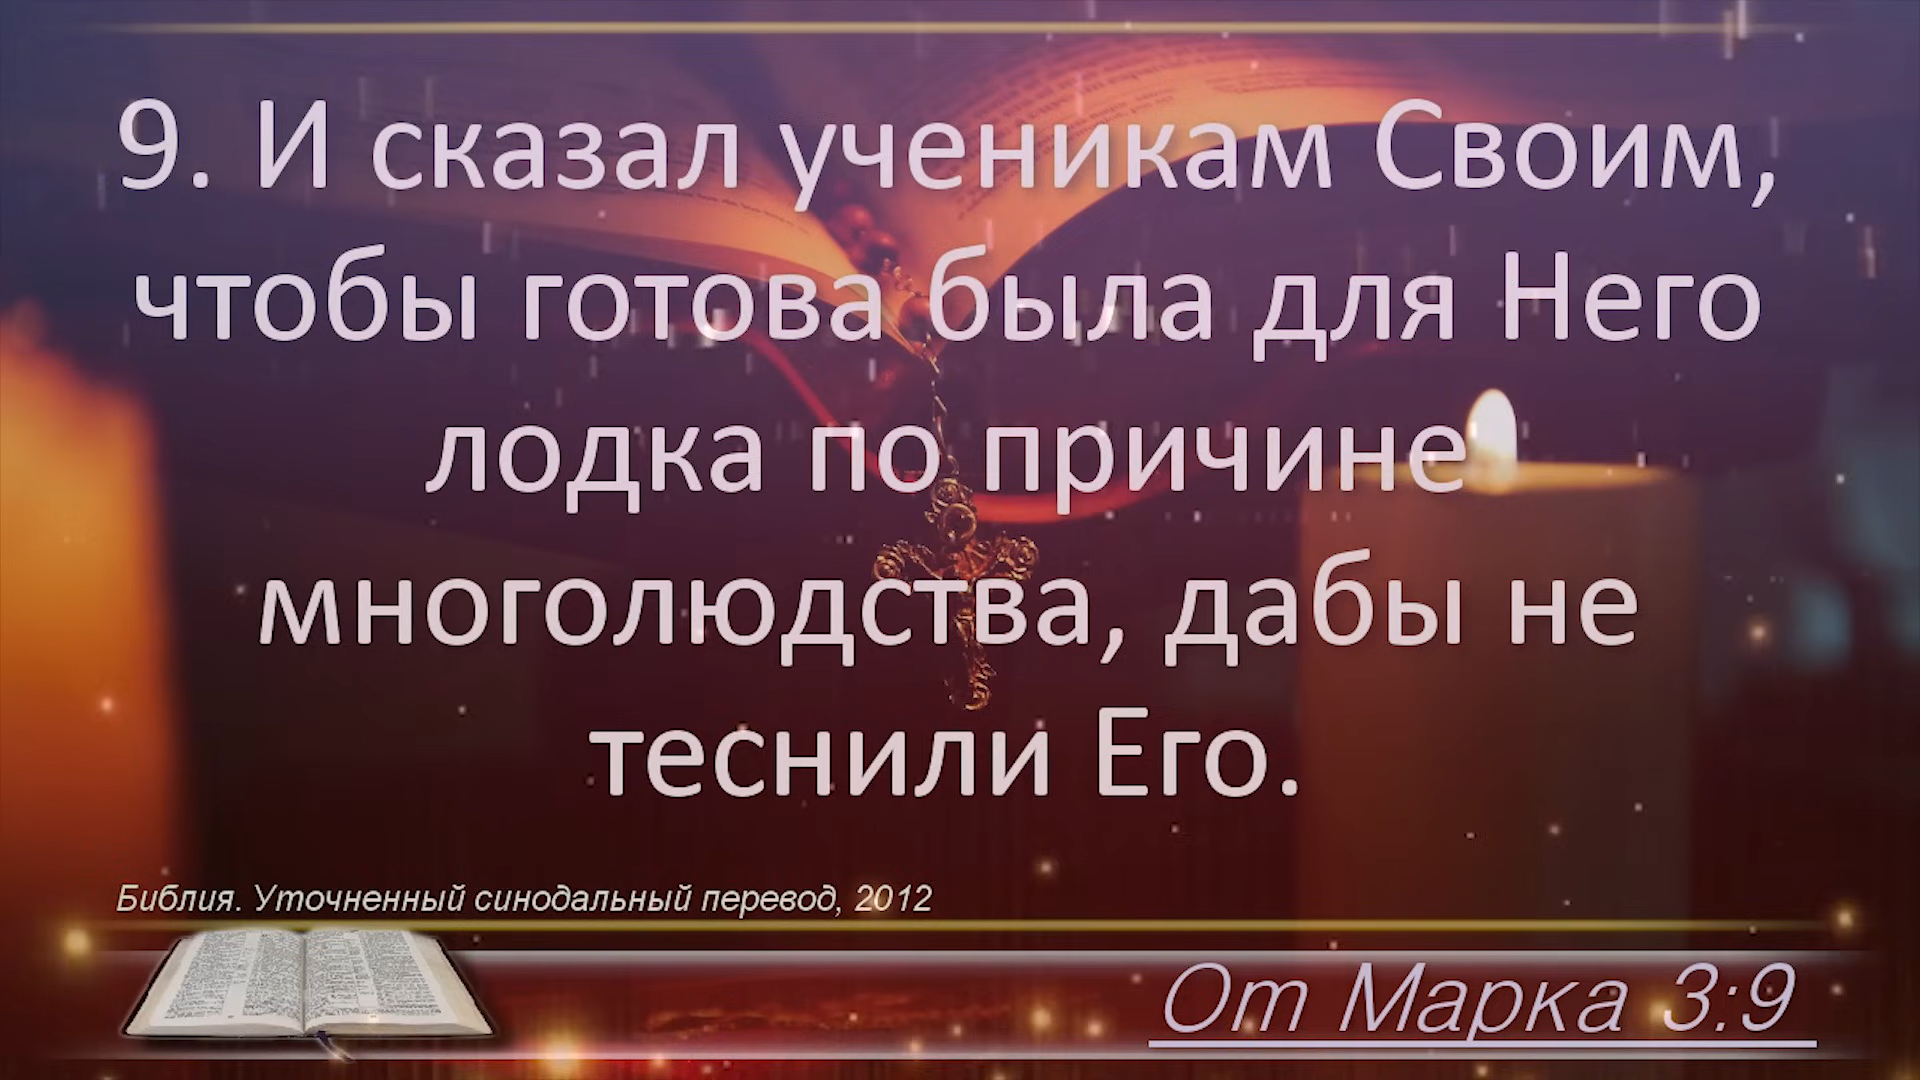 9. И сказал ученикам Своим,
чтобы готова была для Него
лодка по причине
многолюдства, дабы не
теснили Его.
Библия. Уточненный синодальный перевод, 2012
От Марка 3:9